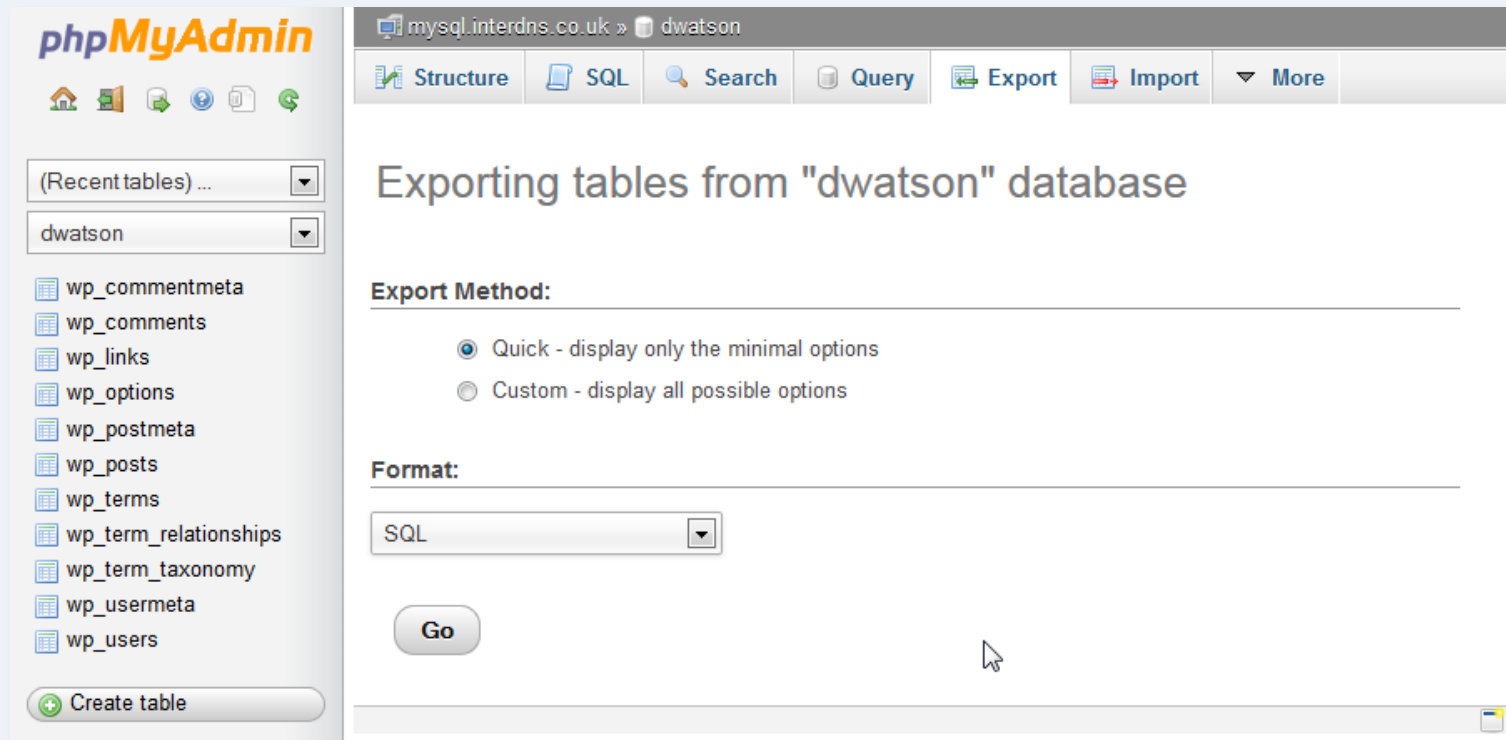 phpMyAdmin
(Recent tables) ...
dwatson
wp_commentmeta
wp_comments
wp_links
wp_options
wp_postmeta
wp_posts
wp_terms
wp_term_relationships
wp_term_taxonomy
wp_usermeta
wp_users
Create table
mysql.interdns.co.uk » dwatson
Structure SQL Search Query Export Import More
Exporting tables from "dwatson" database
Export Method:
Quick - display only the minimal options
Custom - display all possible options
Format:
SQL
Go